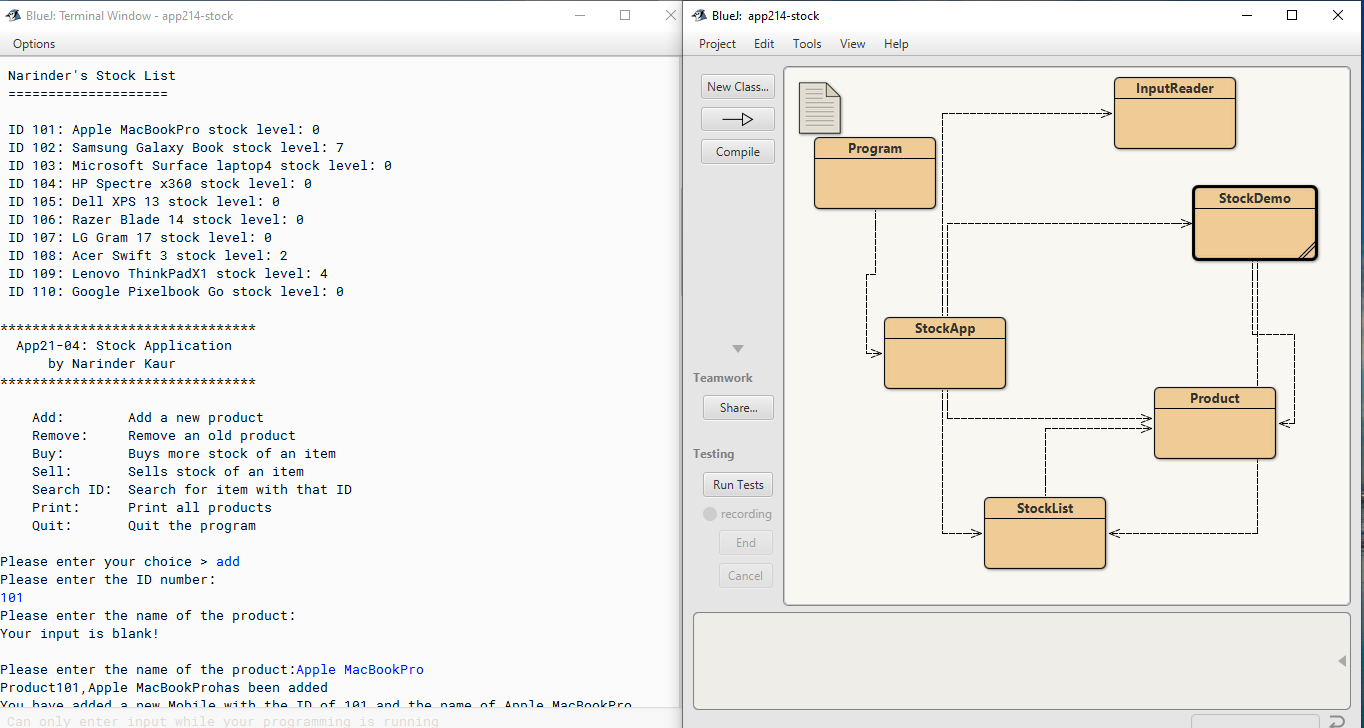 BlueJ: Terminal Window - app214-stock
Options
Narinder's Stock List
====================
ID 101: Apple MacBookPro stock level: 0
ID 102: Samsung Galaxy Book stock level: 7
ID 103: Microsoft Surface laptop4 stock level: 0
ID 104: HP Spectre x360 stock level: 0
ID 105: Dell XPS 13 stock level: 0
ID 106: Razer Blade 14 stock level: 0
ID 107: LG Gram 17 stock level: 0
ID 108: Acer Swift 3 stock level: 2
ID 109: Lenovo ThinkPadX1 stock level: 4
ID 110: Google Pixelbook Go stock level: 0
********************************
App21-04: Stock Application
by Narinder Kaur
********************************
Add: Add a new product
Remove: Remove an old product
Buy: Buys more stock of an item
Sell: Sells stock of an item
Search ID: Search for item with that ID
Print: Print all products
Quit: Quit the program
Please enter your choice > add
Please enter the ID number:
101
Please enter the name of the product:
Your input is blank!
Please enter the name of the product:Apple MacBookPro
Product101,Apple MacBookProhas been added
You have added a new Mobile with the ID of 101 and the name of Apple MacBookPro
Can only enter input while your programming is running
BlueJ: app214-stock
Project Edit Tools View Help
New Class...
Compile
Teamwork
Share...
Testing
Run Tests
recording
End
Cancel
InputReader
Program
StockDemo
StockApp
Product
StockList